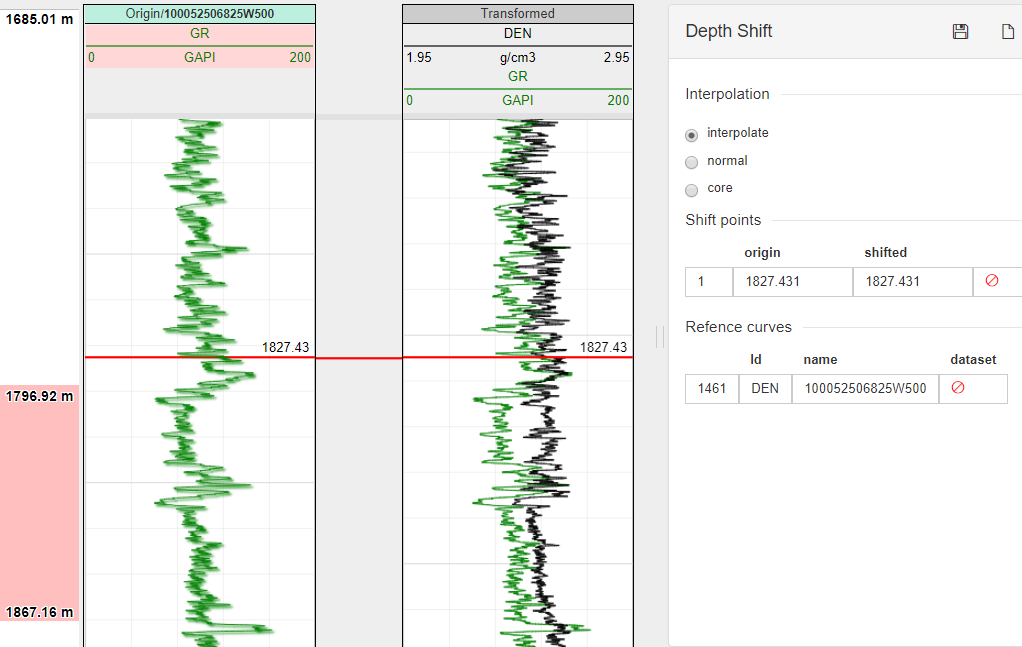 1685.01 m
1796.92 m
1867.16 m
Origin/100052506825W500
GR
0 GAPI 200
1827.43
Transformed
DEN
1.95 g/cm3 2.95
GR
0 GAPI 200
1827.43
Depth Shift
Interpolation
interpolate
normal
core
Shift points
origin shifted
1 1827.431 1827.431
Refence curves
Id name dataset
1461 DEN 100052506825W500